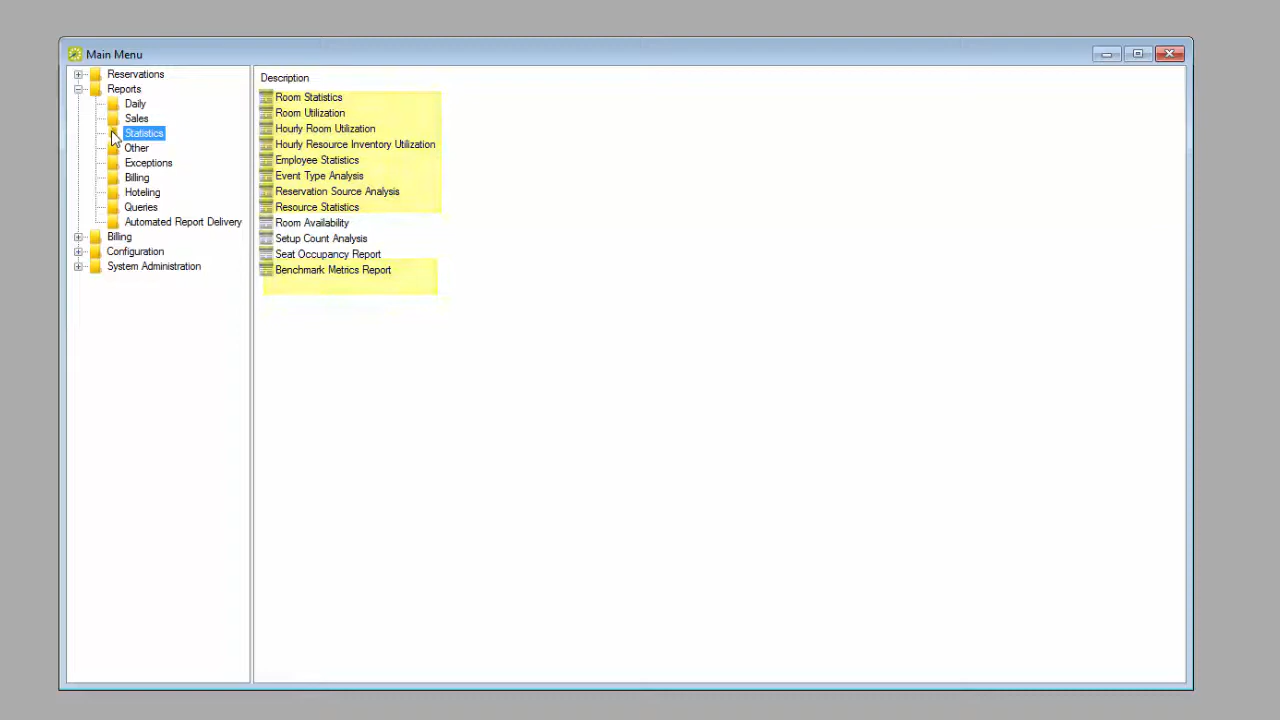 Main Menu
Reservations
Reports
Daily
Sales
Statistics
Other
Exceptions
Billing
Hoteling
Queries
Automated Report Delivery
Billing
Configuration
System Administration
Description
Room Statistics
Room Utilization
Hourly Room Utilization
Hourly Resource Inventory Utilization
Employee Statistics
Event Type Analysis
Reservation Source Analysis
Resource Statistics
Room Availability
Setup Count Analysis
Seat Occupancy Report
Benchmark Metrics Report